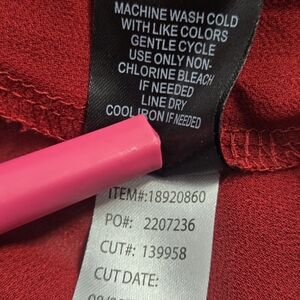 MACHINE WASH COLD
WITH LIKE COLORS
GENTLE CYCLE
USE ONLY NON-
CHLORINE BLEACH
IF NEEDED
LINE DRY
COOL IRON IF NEEDED
ITEM#:18920860
PO#: 2207236
CUT#: 139958
CUT DATE: